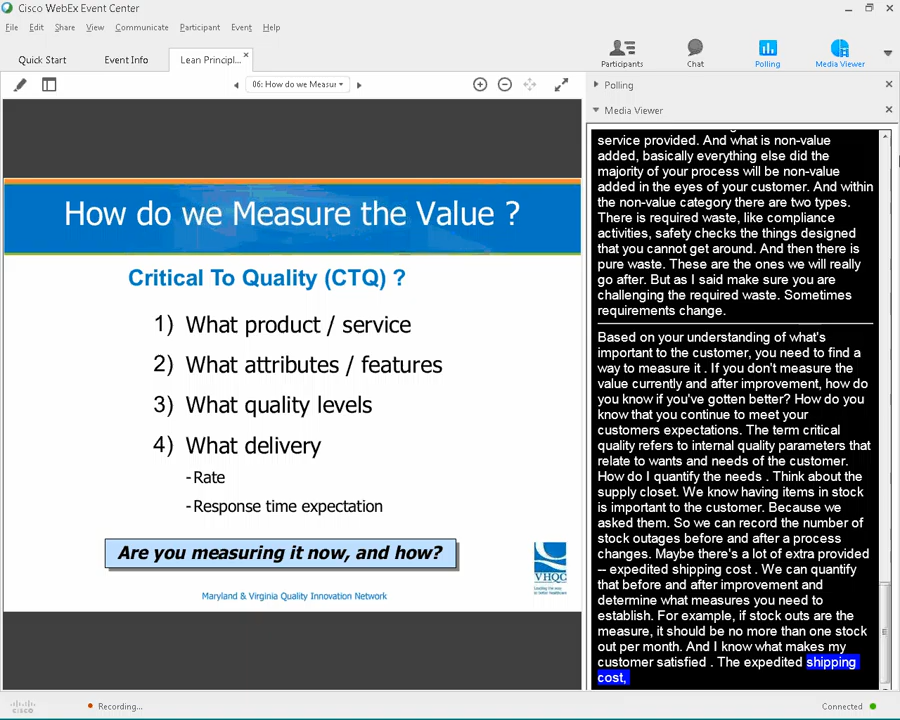 Cisco WebEx Event Center
File Edit Share View Communicate Participant Event Help
Quick Start Event Info Lean Principl...
Participants Chat Polling Media Viewer
06: How do we Measur
Polling
Media Viewer
How do we Measure the Value ?
Critical To Quality (CTQ) ?
1) What product / service
2) What attributes / features
3) What quality levels
4) What delivery
-Rate
-Response time expectation
Are you measuring it now, and how?
VHQC
Maryland & Virginia Quality Innovation Network
service provided. And what is non-value
added, basically everything else did the
majority of your process will be non-value
added in the eyes of your customer. And within
the non-value category there are two types.
There is required waste, like compliance
activities, safety checks the things designed
that you cannot get around. And then there is
pure waste. These are the ones we will really
go after. But as I said make sure you are
challenging the required waste. Sometimes
requirements change.
Based on your understanding of what's
important to the customer, you need to find a
way to measure it . If you don't measure the
value currently and after improvement, how do
you know if you've gotten better? How do you
know that you continue to meet your
customers expectations. The term critical
quality refers to internal quality parameters that
relate to wants and needs of the customer.
How do I quantify the needs . Think about the
supply closet. We know having items in stock
is important to the customer. Because we
asked them. So we can record the number of
stock outages before and after a process
changes. Maybe there's a lot of extra provided
-- expedited shipping cost . We can quantify
that before and after improvement and
determine what measures you need to
establish. For example, if stock outs are the
measure, it should be no more than one stock
out per month. And I know what makes my
customer satisfied . The expedited shipping
cost,
CISCO
Recording...
Connected